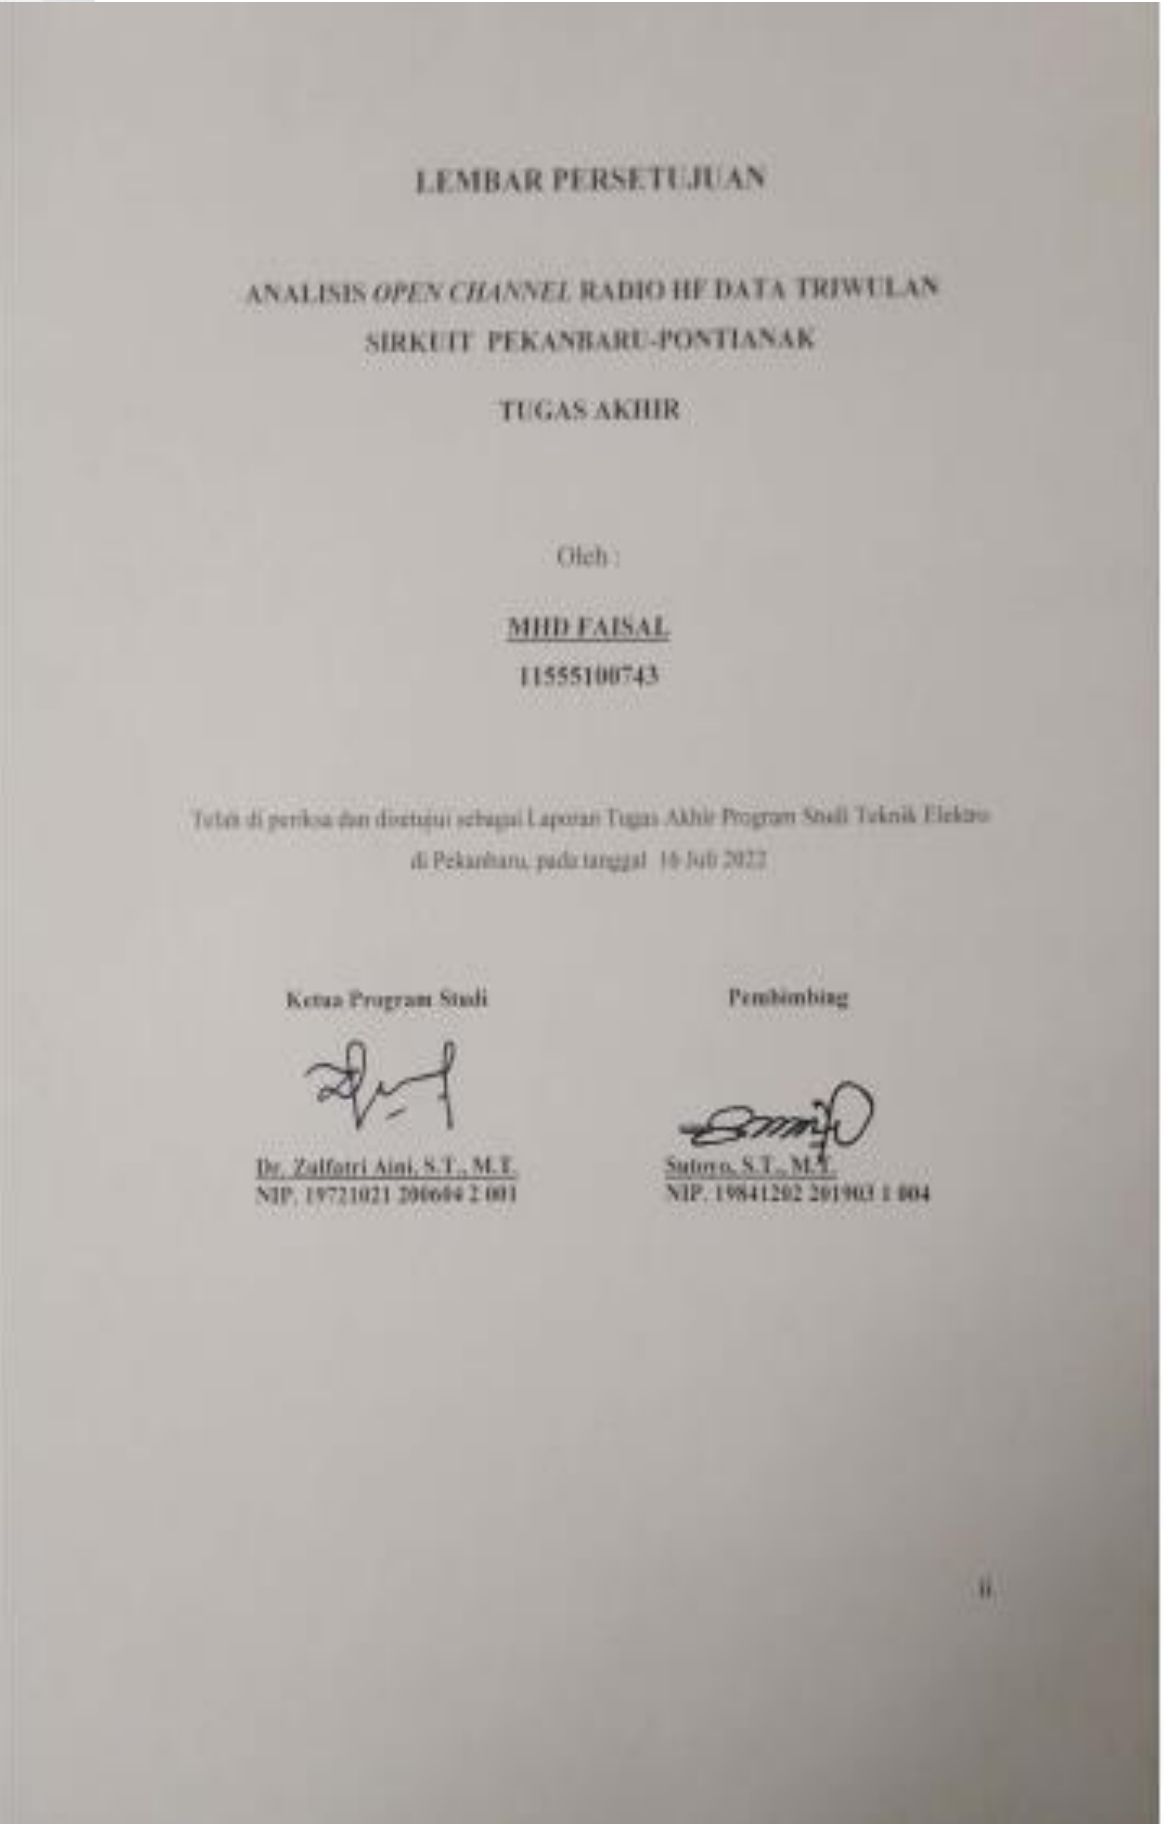 LEMBAR PERSETUJUAN
ANALISIS OPEN CHANNEL RADIO HF DATA TRIWULAN
SIRKUIT PEKANBARU-PONTIANAK
TUGAS AKHIR
Oleh :
MHD FAISAL
11555100743
Telah di periksa dan disetujui sebagai Laporan Tugas Akhir Program Studi Teknik Elektro
di Pekanbaru, pada tanggal 16 Juli 2022
Ketua Program Studi
Pembimbing
Dr. Zulfatri Aini, S.T., M.T.
NIP. 19721021 200604 2 001
Sutoyo, S.T., M.T.
NIP. 19841202 201903 1 004
ii